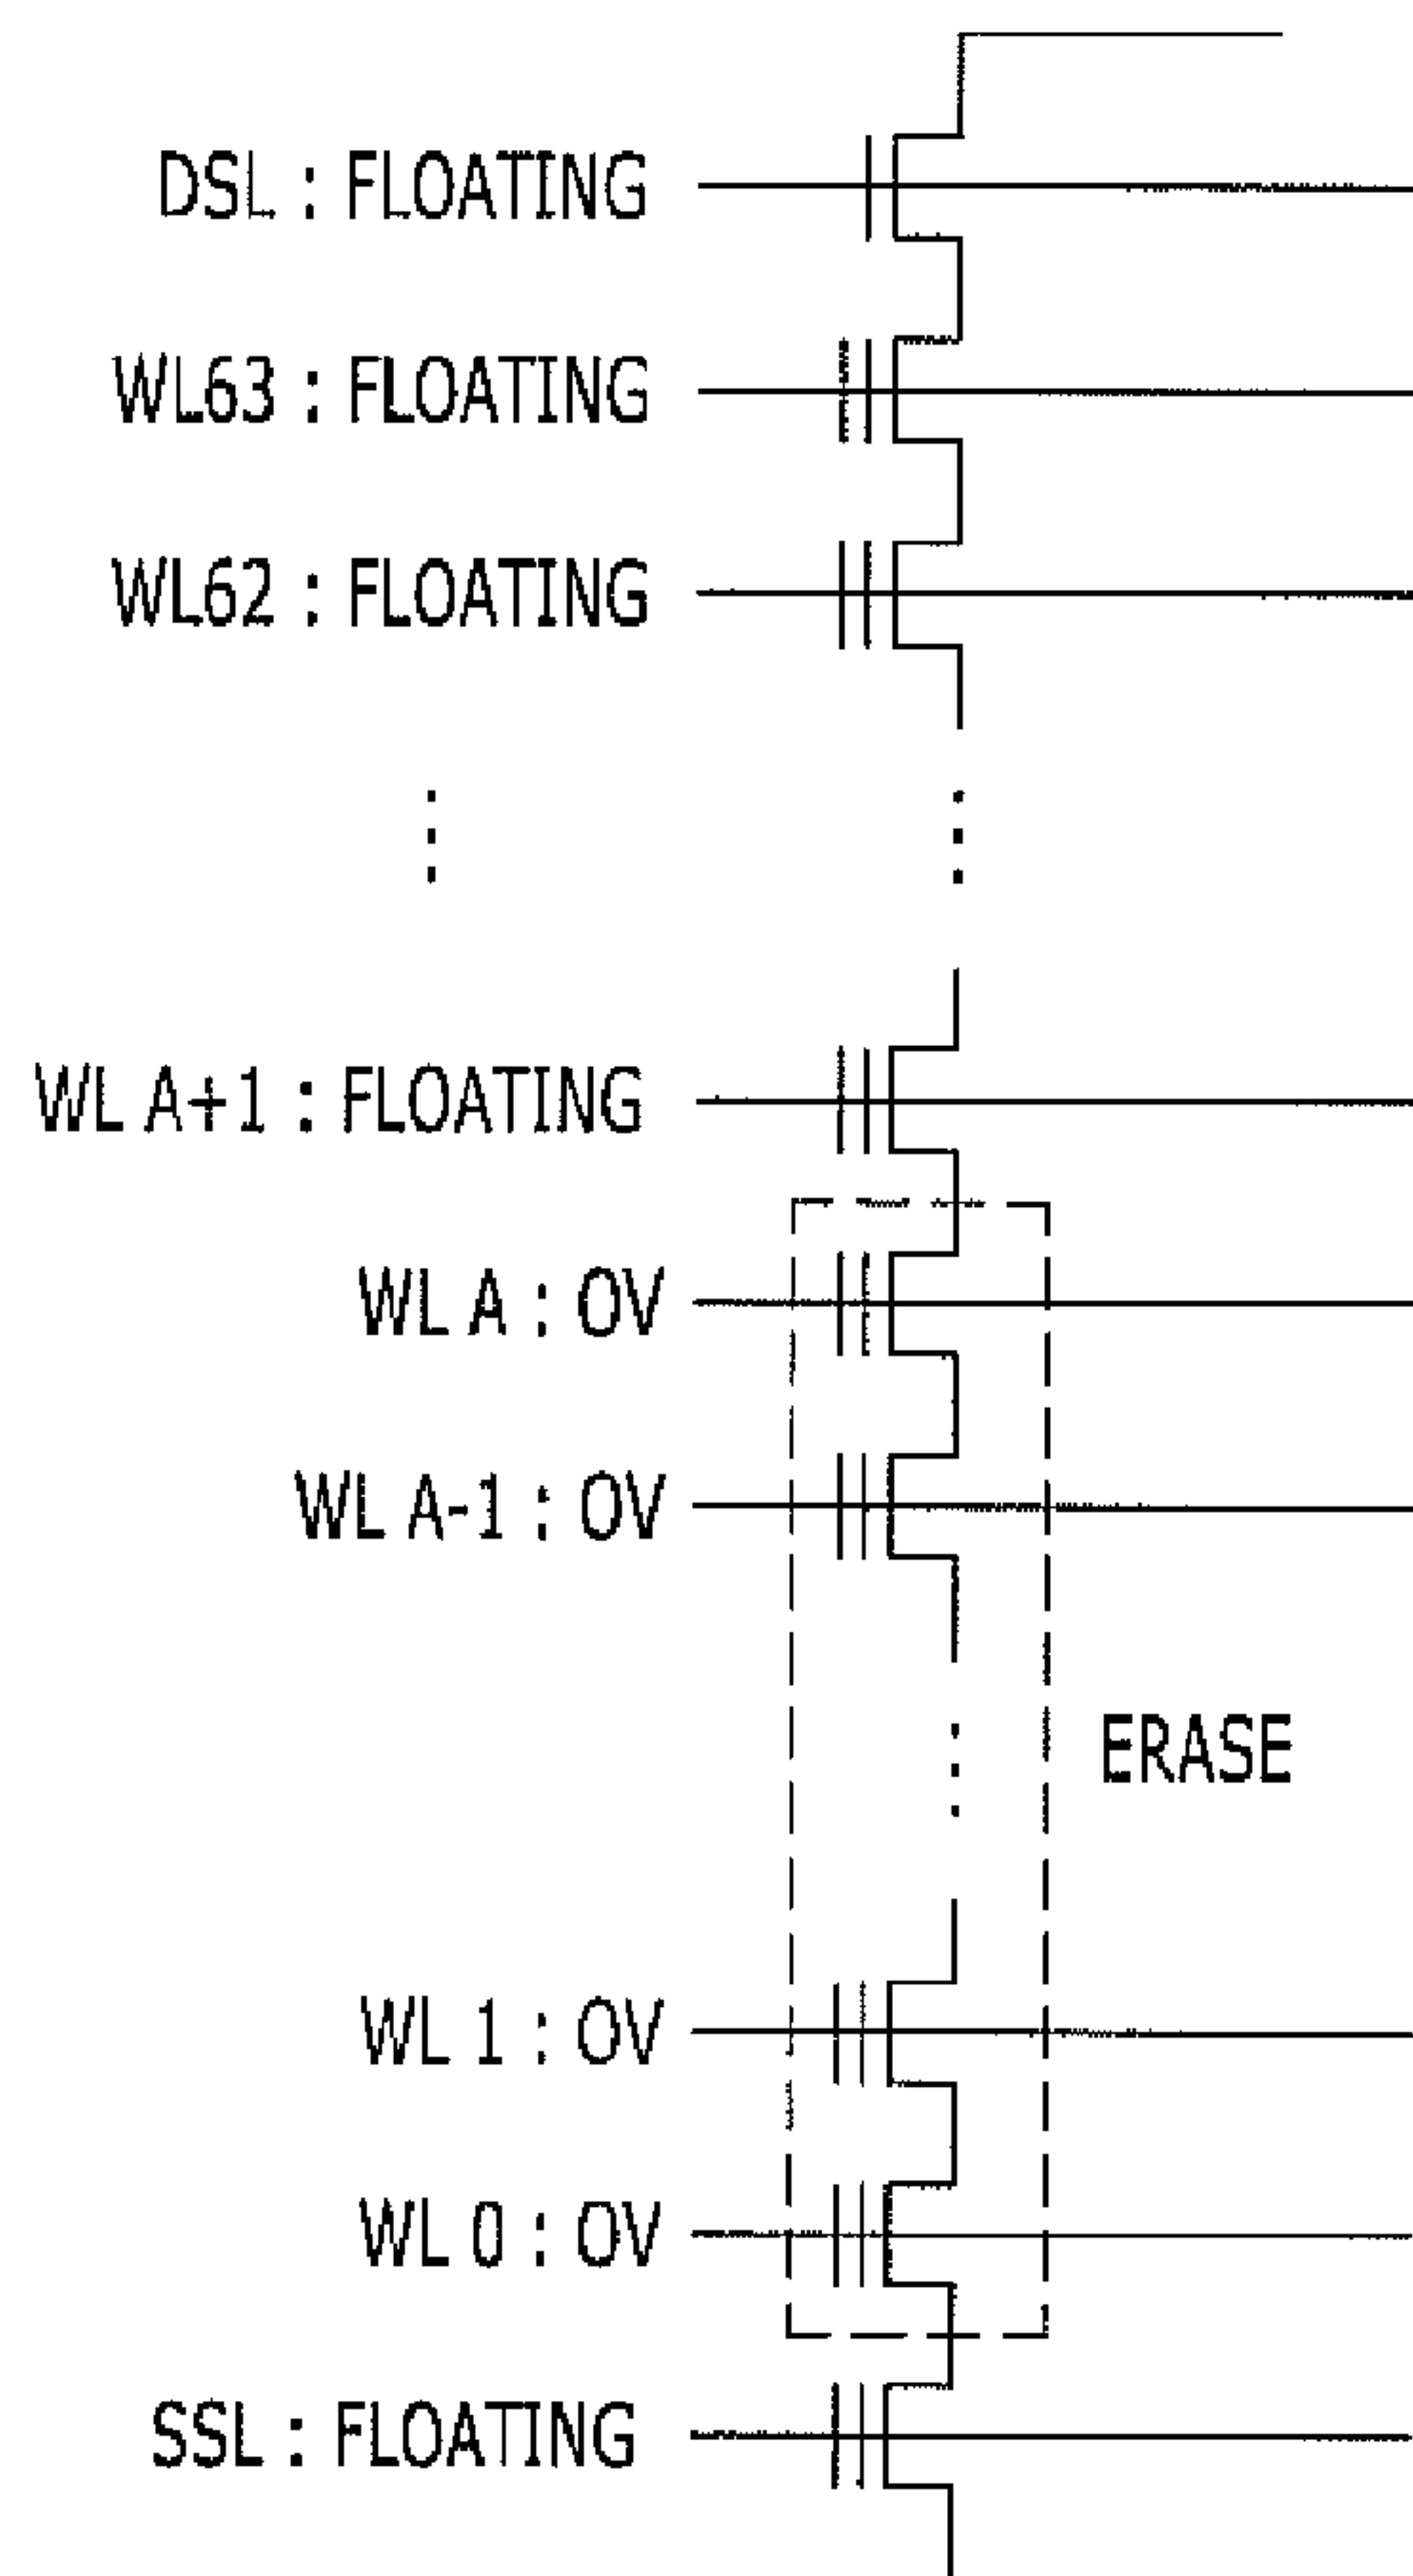 DSL : FLOATING
WL63 : FLOATING
WL62 : FLOATING
WL A+1 : FLOATING
WL A : 0V
WL A-1 : 0V
ERASE
WL 1 : 0V
WL 0 : 0V
SSL : FLOATING